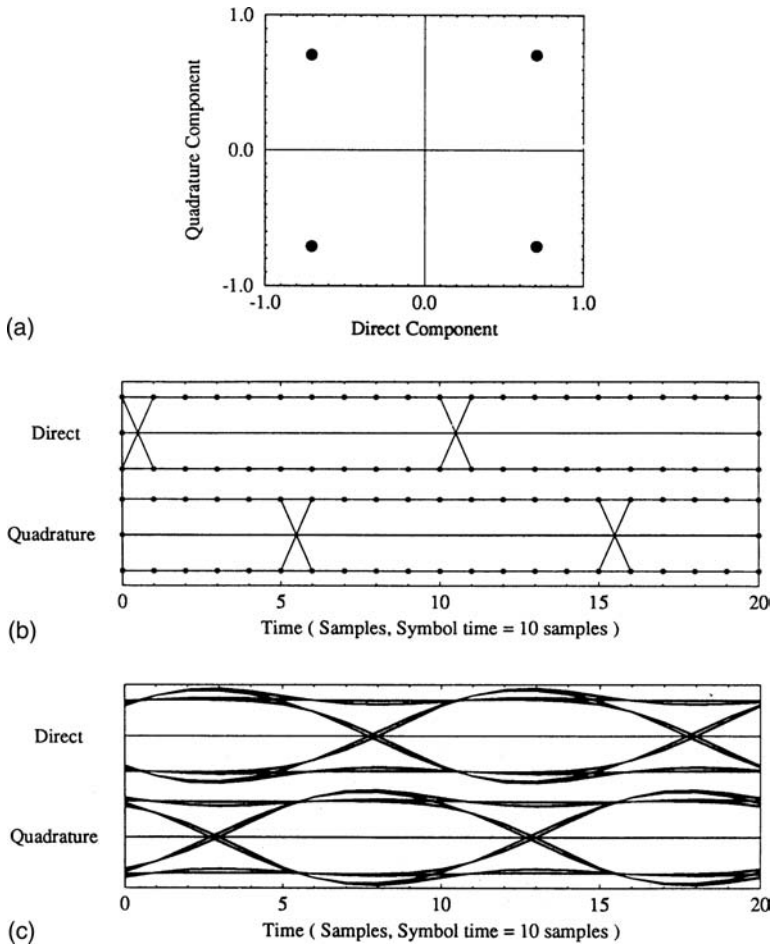 1.0
Quadrature Component
0.0
-1.0
-1.0 0.0 1.0
Direct Component
(a)
Direct
Quadrature
0 5 10 15 20
Time ( Samples, Symbol time = 10 samples )
(b)
Direct
Quadrature
0 5 10 15 20
Time ( Samples, Symbol time = 10 samples )
(c)